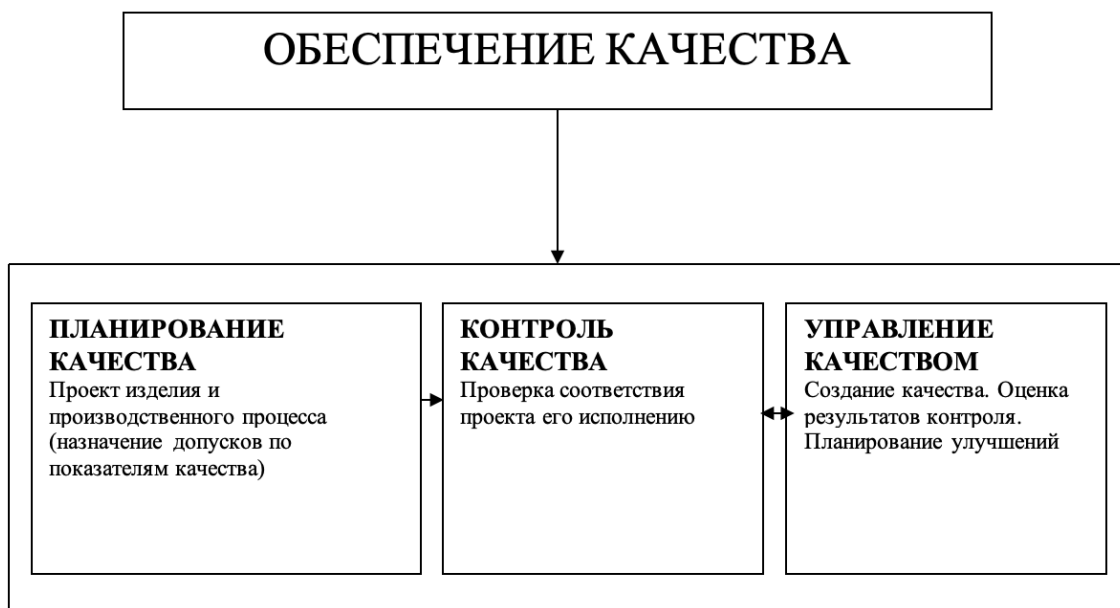 ОБЕСПЕЧЕНИЕ КАЧЕСТВА
ПЛАНИРОВАНИЕ
КАЧЕСТВА
Проект изделия и
производственного процесса
(назначение допусков по
показателям качества)
КОНТРОЛЬ
КАЧЕСТВА
Проверка соответствия
проекта его исполнению
УПРАВЛЕНИЕ
КАЧЕСТВОМ
Создание качества. Оценка
результатов контроля.
Планирование улучшений